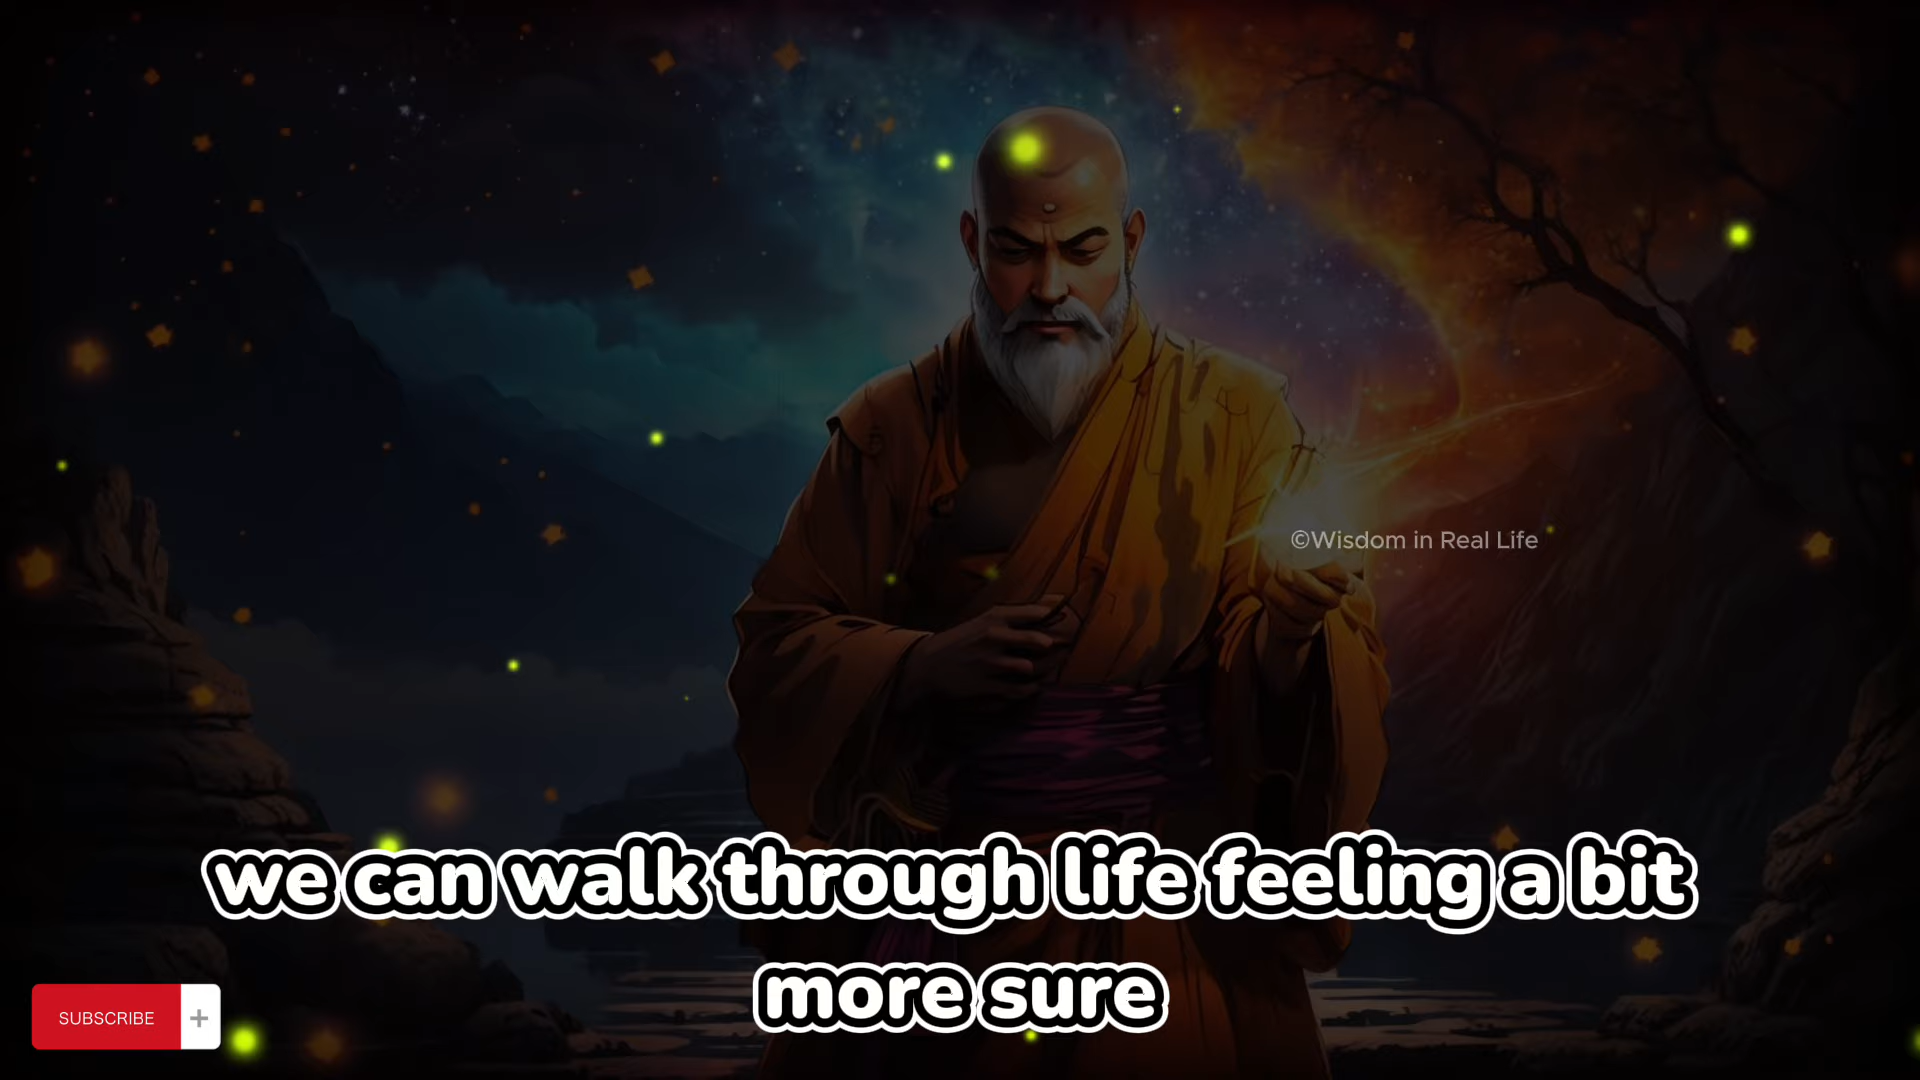 ©Wisdom in Real Life
we can walk through life feeling a bit
more sure
SUBSCRIBE +